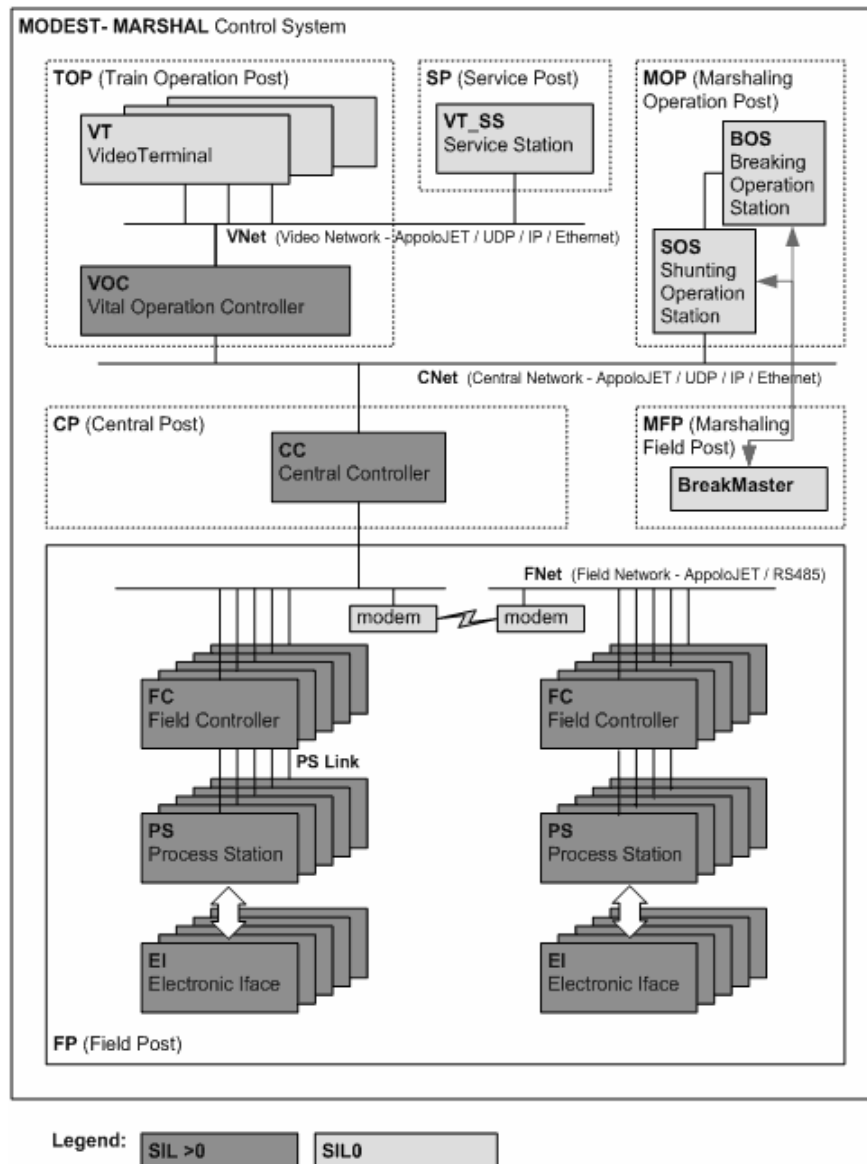 MODEST- MARSHAL Control System
TOP (Train Operation Post)
VT
VideoTerminal
SP (Service Post)
VT_SS
Service Station
MOP (Marshaling
Operation Post)
BOS
Breaking
Operation
Station
SOS
Shunting
Operation
Station
VNet (Video Network - AppoloJET / UDP / IP / Ethernet)
VOC
Vital Operation Controller
CNet (Central Network - AppoloJET / UDP / IP / Ethernet)
CP (Central Post)
CC
Central Controller
MFP (Marshaling
Field Post)
BreakMaster
FNet (Field Network - AppoloJET / RS485)
modem
modem
FC
Field Controller
FC
Field Controller
PS Link
PS
Process Station
PS
Process Station
EI
Electronic Iface
EI
Electronic Iface
FP (Field Post)
Legend:
SIL >0
SIL0